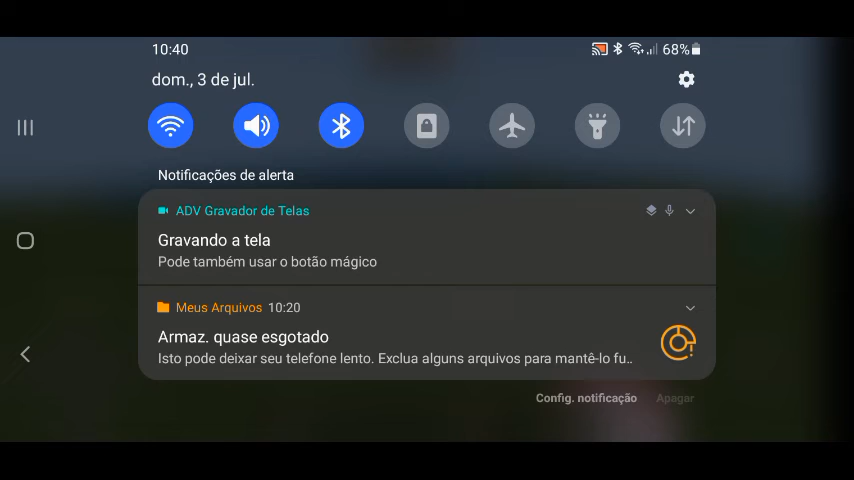 10:40
68%
dom., 3 de jul.
Notificações de alerta
ADV Gravador de Telas
Gravando a tela
Pode também usar o botão mágico
Meus Arquivos 10:20
Armaz. quase esgotado
Isto pode deixar seu telefone lento. Exclua alguns arquivos para mantê-lo fu..
Config. notificação
Apagar